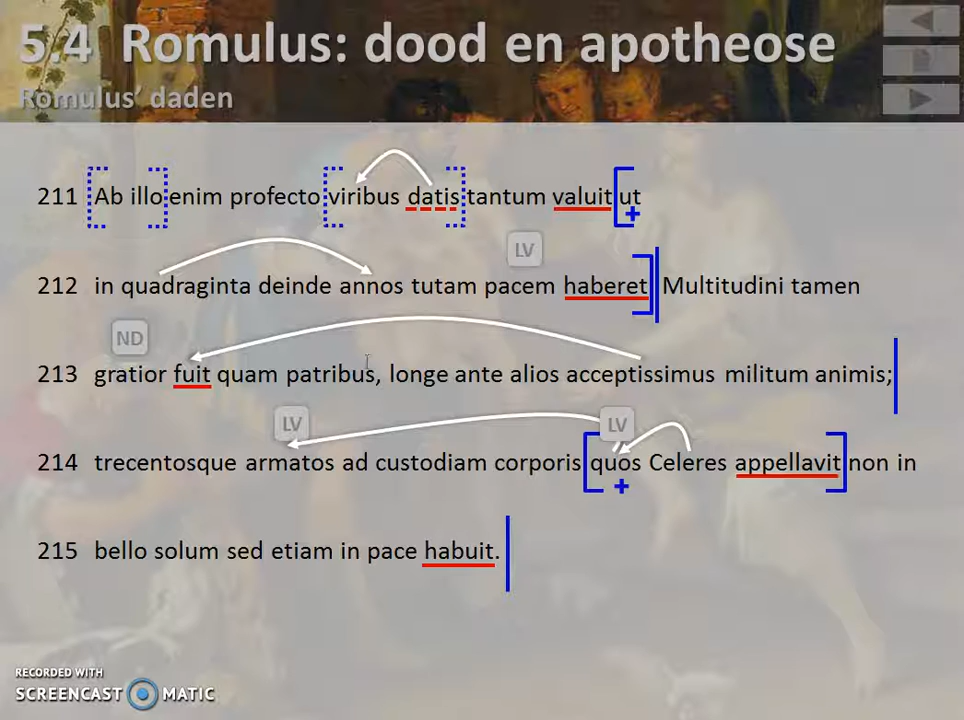 5.4 Romulus: dood en apotheose
Romulus' daden
211 Ab illo enim profecto viribus datis tantum valuit ut
+
LV
212 in quadraginta deinde annos tutam pacem haberet Multitudini tamen
ND
213 gratior fuit quam patribus, longe ante alios acceptissimus militum animis;
LV LV
214 trecentosque armatos ad custodiam corporis quos Celeres appellavit non in
+
215 bello solum sed etiam in pace habuit.
RECORDED WITH
SCREENCAST MATIC